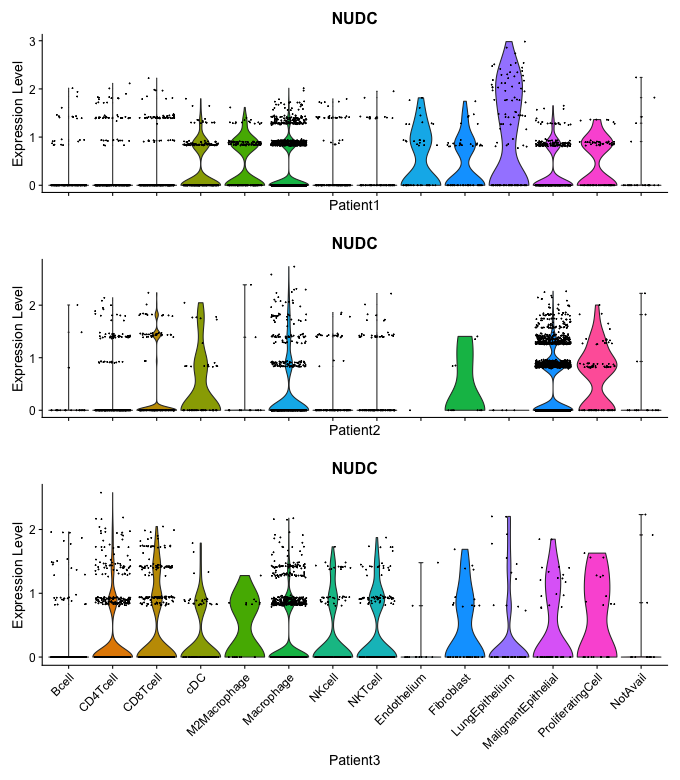 NUDC
Expression Level
3
2
1
0
Patient1
NUDC
Expression Level
2
1
0
Patient2
NUDC
Expression Level
2
1
0
Bcell
CD4Tcell
CD8Tcell
cDC
M2Macrophage
Macrophage
NKcell
NKTcell
Endothelium
Fibroblast
LungEpithelium
MalignantEpithelial
ProliferatingCell
NotAvail
Patient3